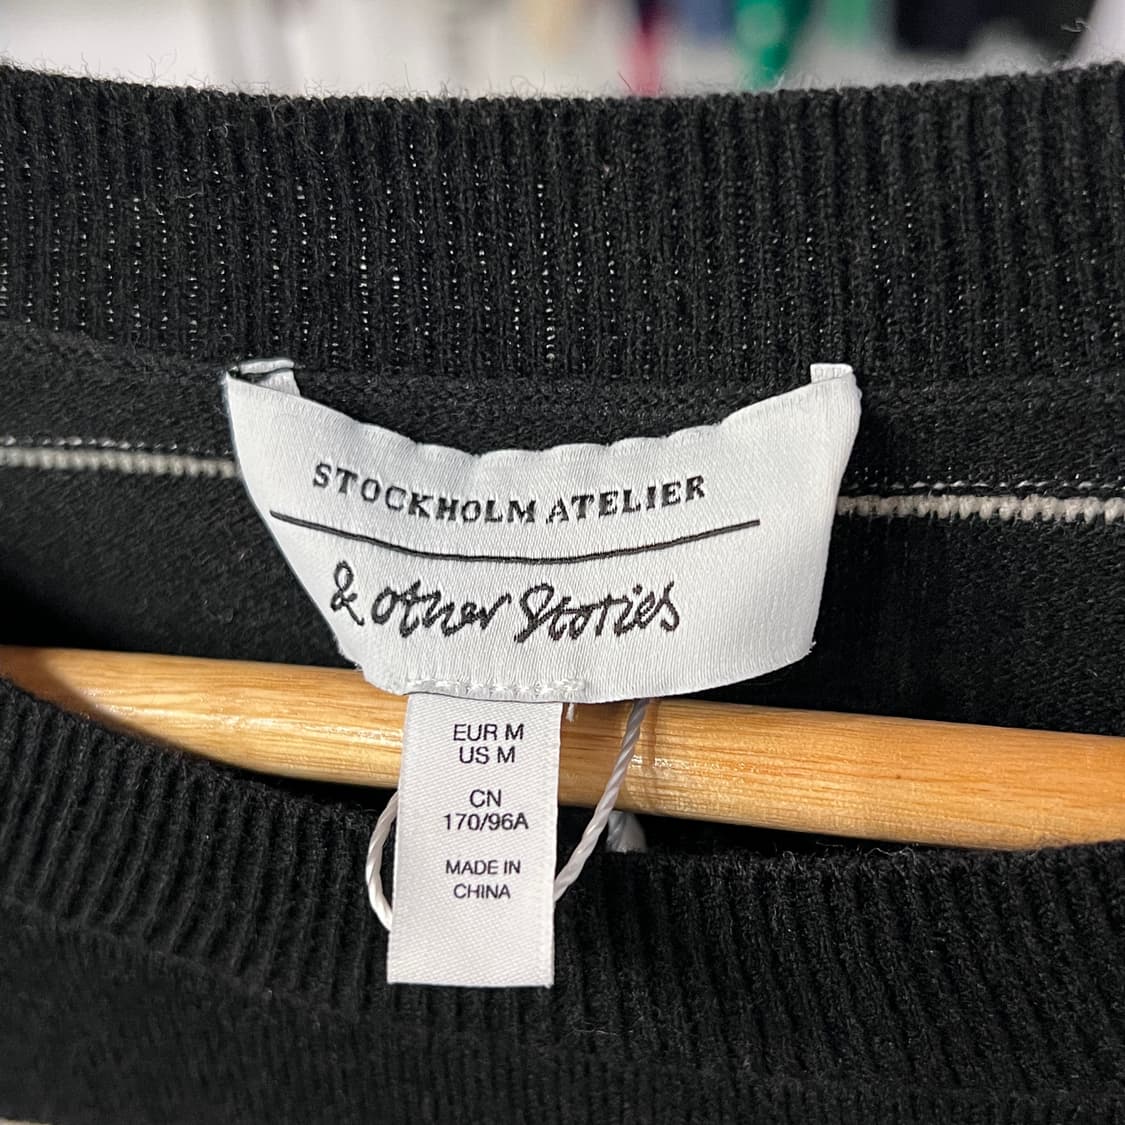 STOCKHOLM ATELIER
& other Stories
EUR M
US M
CN
170/96A
MADE IN
CHINA